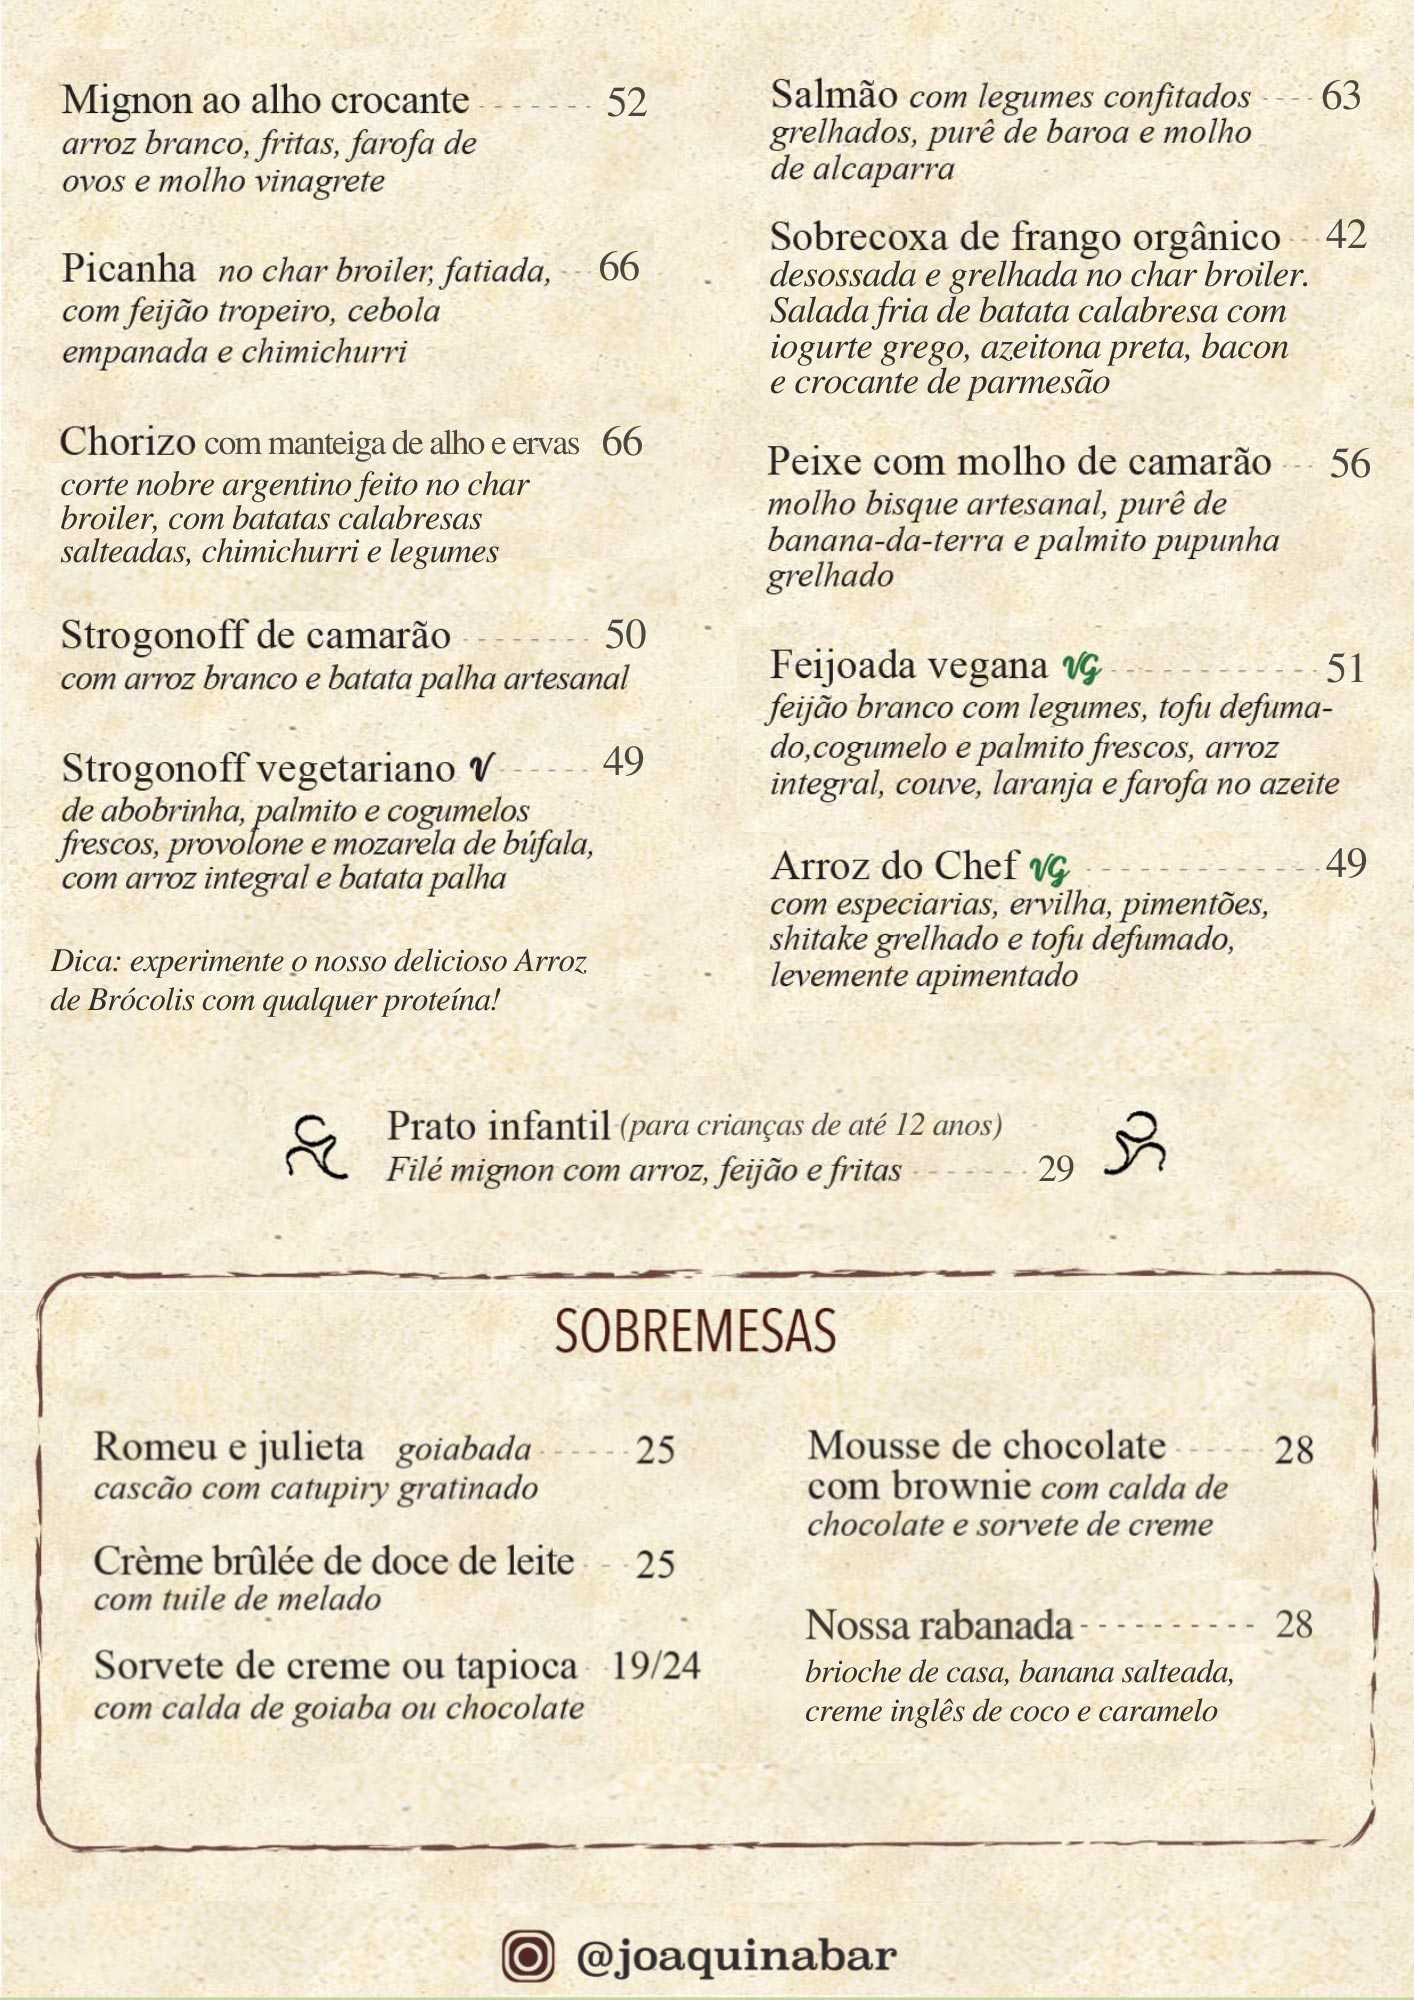 Mignon ao alho crocante ------- 52
arroz branco, fritas, farofa de
ovos e molho vinagrete
Picanha no char broiler, fatiada, -- 66
com feijão tropeiro, cebola
empanada e chimichurri
Chorizo com manteiga de alho e ervas 66
corte nobre argentino feito no char
broiler, com batatas calabresas
salteadas, chimichurri e legumes
Strogonoff de camarão -------- 50
com arroz branco e batata palha artesanal
Strogonoff vegetariano V ------ 49
de abobrinha, palmito e cogumelos
frescos, provolone e mozarela de búfala,
com arroz integral e batata palha
Dica: experimente o nosso delicioso Arroz
de Brócolis com qualquer proteína!
Salmão com legumes confitados ---- 63
grelhados, purê de baroa e molho
de alcaparra
Sobrecoxa de frango orgânico -- 42
desossada e grelhada no char broiler.
Salada fria de batata calabresa com
iogurte grego, azeitona preta, bacon
e crocante de parmesão
Peixe com molho de camarão --- 56
molho bisque artesanal, purê de
banana-da-terra e palmito pupunha
grelhado
Feijoada vegana VG ------------- 51
feijão branco com legumes, tofu defuma-
do,cogumelo e palmito frescos, arroz
integral, couve, laranja e farofa no azeite
Arroz do Chef VG -------------- 49
com especiarias, ervilha, pimentões,
shitake grelhado e tofu defumado,
levemente apimentado
Prato infantil (para crianças de até 12 anos)
Filé mignon com arroz, feijão e fritas ------- 29
SOBREMESAS
Romeu e julieta goiabada ------ 25
cascão com catupiry gratinado
Crème brûlée de doce de leite -- 25
com tuile de melado
Sorvete de creme ou tapioca - 19/24
com calda de goiaba ou chocolate
Mousse de chocolate ------ 28
com brownie com calda de
chocolate e sorvete de creme
Nossa rabanada ---------- 28
brioche de casa, banana salteada,
creme inglês de coco e caramelo
@joaquinabar